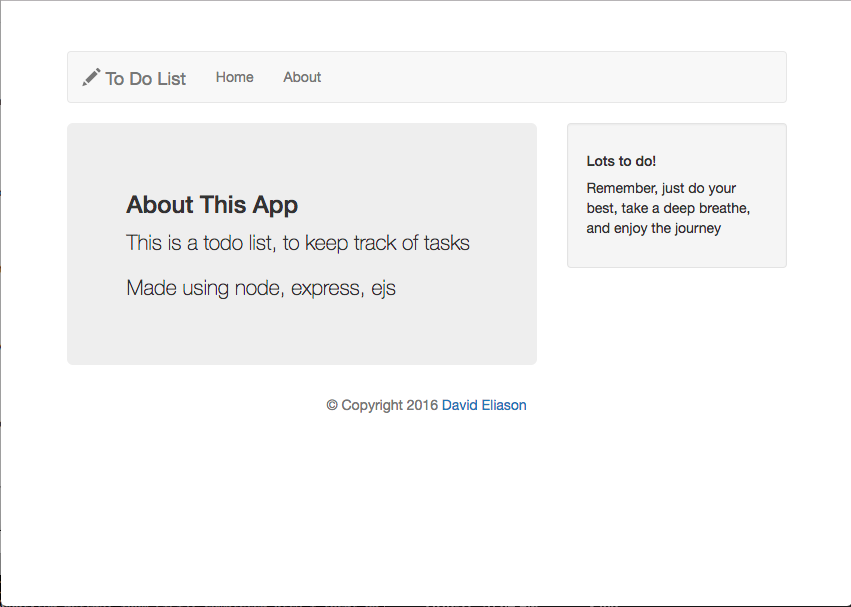 To Do List Home About
About This App
This is a todo list, to keep track of tasks
Made using node, express, ejs
Lots to do!
Remember, just do your
best, take a deep breathe,
and enjoy the journey
© Copyright 2016 David Eliason